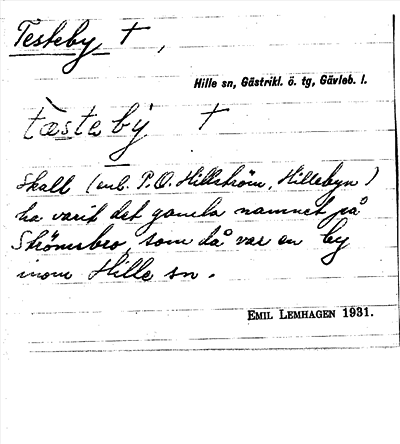 Testeby, †,
Hille sn, Gästrikl. ö. tg, Gävleb. l.
tæsteby †
Skall (enl. P.O. Hillström, Hillebyn)
ha varit det gamla namnet på
Strömsbro, som då var en by
inom Hille sn.
EMIL LEMHAGEN 1931.